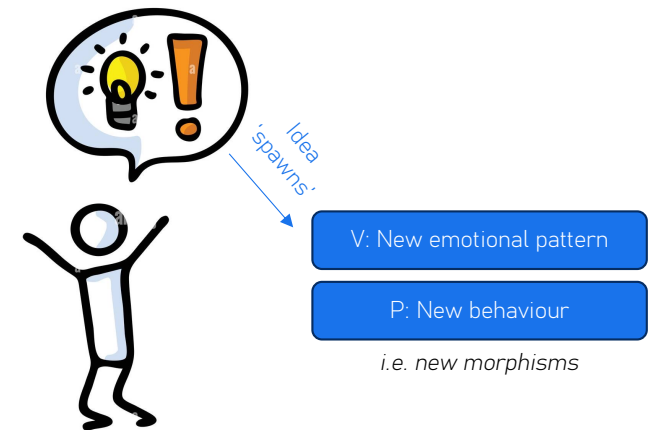 Idea
'spawns'
V: New emotional pattern
P: New behaviour
i.e. new morphisms